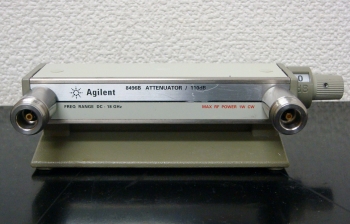 Agilent
8496B ATTENUATOR / 110dB
FREQ RANGE DC - 18 GHz
MAX RF POWER 1W CW
0